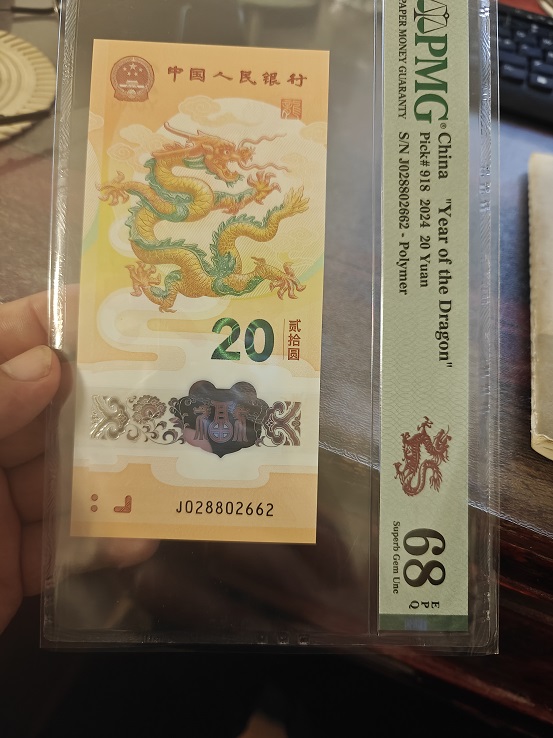 中国人民银行
20
贰拾圆
J028802662
PMG®
PAPER MONEY GUARANTY
China "Year of the Dragon"
Pick# 918 2024 20 Yuan
S/N J028802662 - Polymer
68
EPQ
Superb Gem Unc